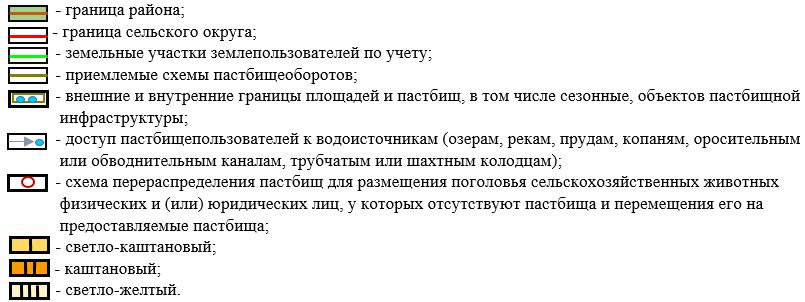 - граница района;
- граница сельского округа;
- земельные участки землепользователей по учету;
- приемлемые схемы пастбищеоборотов;
- внешние и внутренние границы площадей и пастбищ, в том числе сезонные, объектов пастбищной
инфраструктуры;
- доступ пастбищепользователей к водоисточникам (озерам, рекам, прудам, копаням, оросительным
или обводнительным каналам, трубчатым или шахтным колодцам);
- схема перераспределения пастбищ для размещения поголовья сельскохозяйственных животных
физических и (или) юридических лиц, у которых отсутствуют пастбища и перемещения его на
предоставляемые пастбища;
- светло-каштановый;
- каштановый;
- светло-желтый.